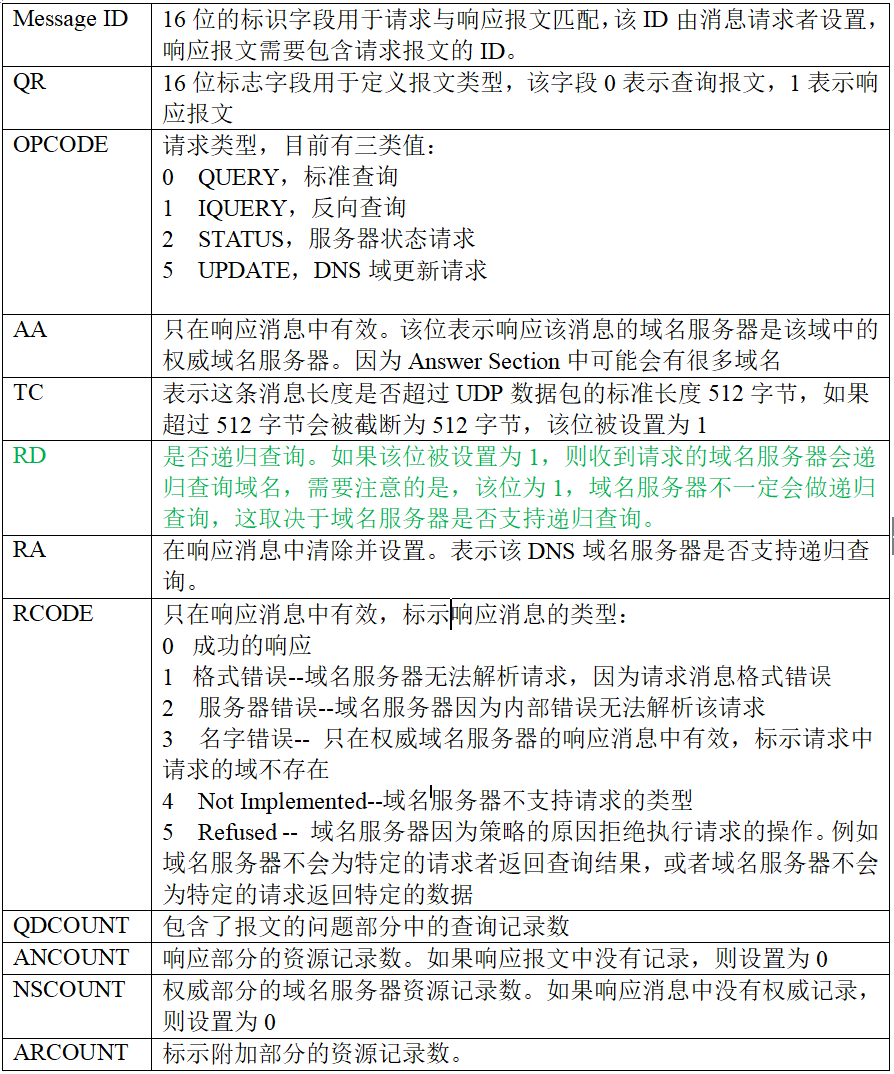 Message ID 16 位的标识字段用于请求与响应报文匹配，该 ID 由消息请求者设置，
响应报文需要包含请求报文的 ID。
QR 16 位标志字段用于定义报文类型，该字段 0 表示查询报文，1 表示响
应报文
OPCODE 请求类型，目前有三类值：
0 QUERY，标准查询
1 IQUERY，反向查询
2 STATUS，服务器状态请求
5 UPDATE，DNS 域更新请求
AA 只在响应消息中有效。该位表示响应该消息的域名服务器是该域中的
权威域名服务器。因为 Answer Section 中可能会有很多域名
TC 表示这条消息长度是否超过 UDP 数据包的标准长度 512 字节，如果
超过 512 字节会被截断为 512 字节，该位被设置为 1
RD 是否递归查询。如果该位被设置为 1，则收到请求的域名服务器会递
归查询域名，需要注意的是，该位为 1，域名服务器不一定会做递归
查询，这取决于域名服务器是否支持递归查询。
RA 在响应消息中清除并设置。表示该 DNS 域名服务器是否支持递归查
询。
RCODE 只在响应消息中有效，标示响应消息的类型：
0 成功的响应
1 格式错误--域名服务器无法解析请求，因为请求消息格式错误
2 服务器错误--域名服务器因为内部错误无法解析该请求
3 名字错误-- 只在权威域名服务器的响应消息中有效，标示请求中
请求的域不存在
4 Not Implemented--域名服务器不支持请求的类型
5 Refused -- 域名服务器因为策略的原因拒绝执行请求的操作。例如
域名服务器不会为特定的请求者返回查询结果，或者域名服务器不会
为特定的请求返回特定的数据
QDCOUNT 包含了报文的问题部分中的查询记录数
ANCOUNT 响应部分的资源记录数。如果响应报文中没有记录，则设置为 0
NSCOUNT 权威部分的域名服务器资源记录数。如果响应消息中没有权威记录，
则设置为 0
ARCOUNT 标示附加部分的资源记录数。